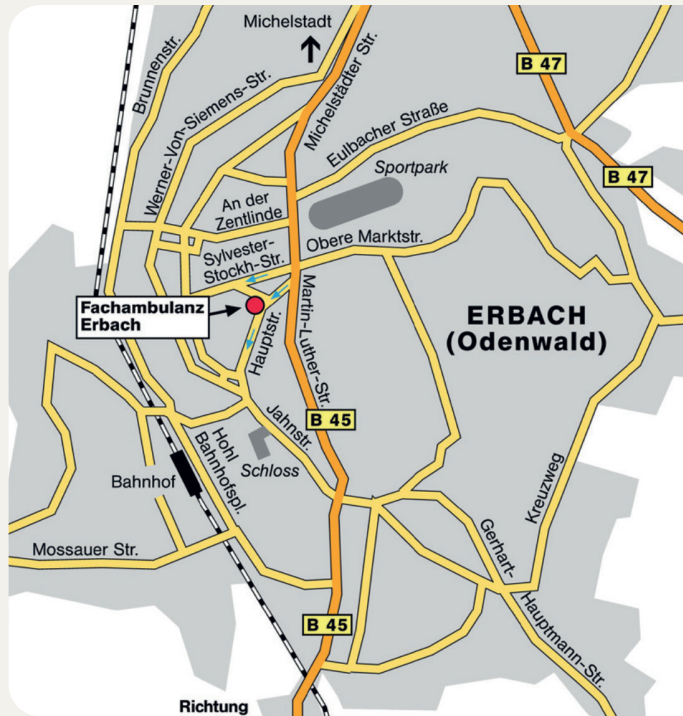 Michelstadt
Brunnenstr.
Werner-Von-Siemens-Str.
Michelstädter Str.
B 47
Eulbacher Straße
Sportpark
B 47
An der
Zentlinde
Sylvester-
Stockh-Str.
Obere Marktstr.
Fachambulanz
Erbach
Hauptstr.
Martin-Luther-Str.
ERBACH
(Odenwald)
B 45
Jahnstr.
Schloss
Hohl
Bahnhofspl.
Bahnhof
Mossauer Str.
Kreuzweg
Gerhart-
Hauptmann-Str.
B 45
Richtung